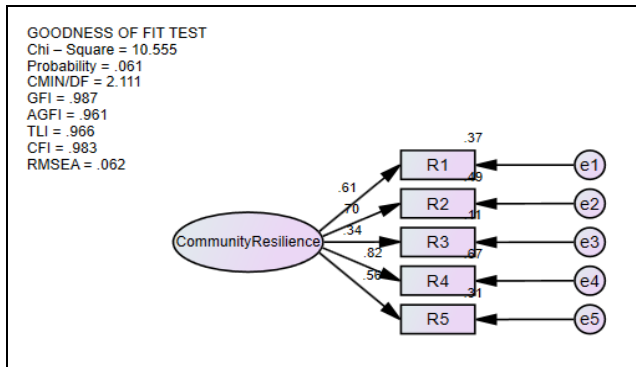 GOODNESS OF FIT TEST
Chi – Square = 10.555
Probability = .061
CMIN/DF = 2.111
GFI = .987
AGFI = .961
TLI = .966
CFI = .983
RMSEA = .062
.37
R1
e1
.61
.49
R2
e2
.70
.11
R3
e3
.34
CommunityResilience
.67
R4
e4
.82
.31
R5
e5
.56